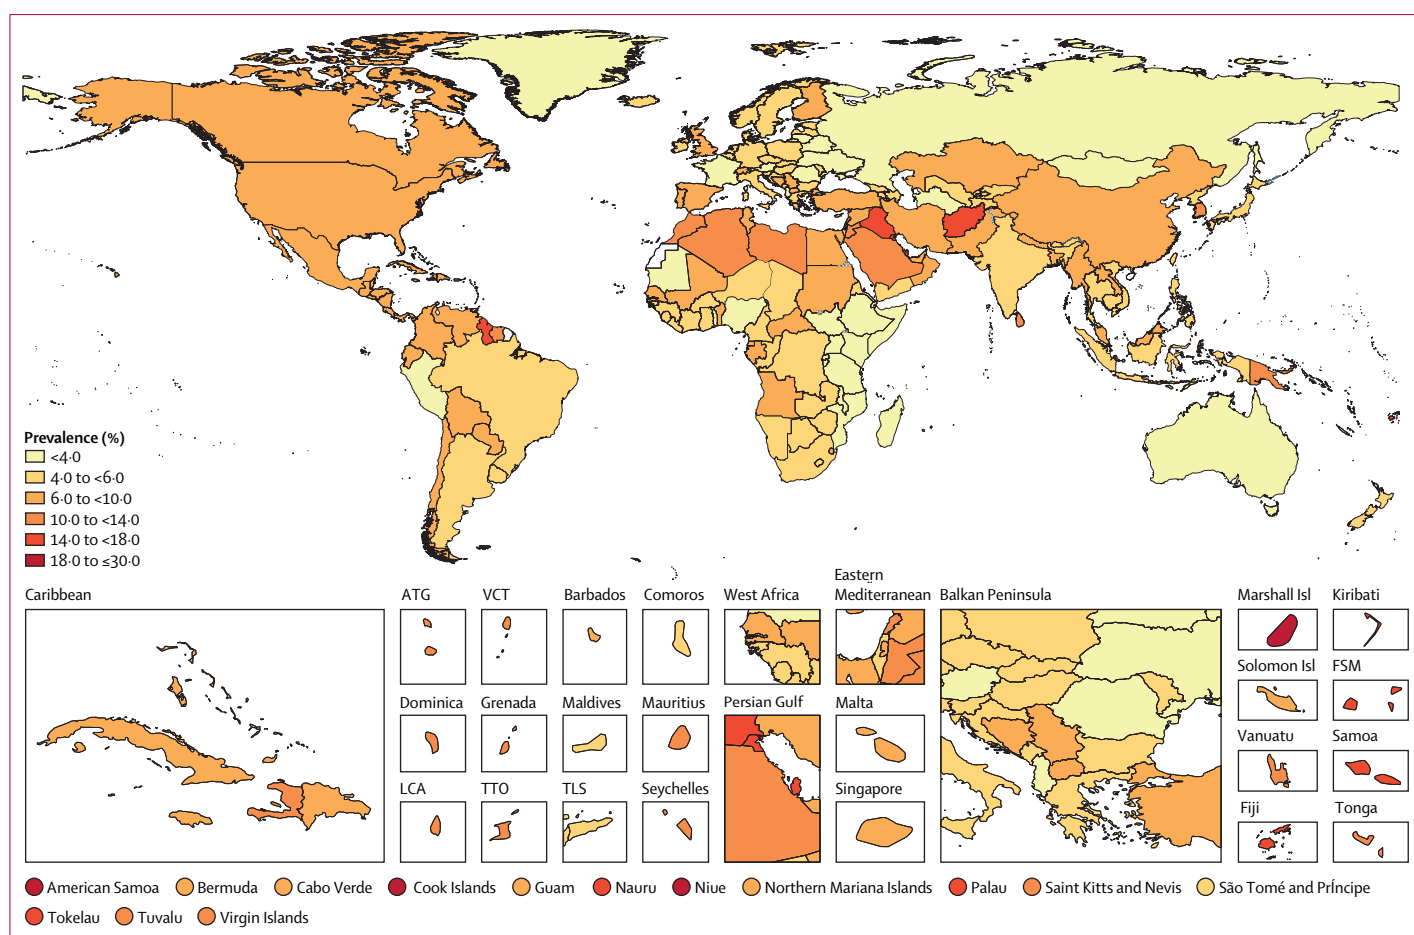 Prevalence (%)
<4·0
4·0 to <6·0
6·0 to <10·0
10·0 to <14·0
14·0 to <18·0
18·0 to ≤30·0
Caribbean
ATG
VCT
Barbados
Comoros
West Africa
Eastern
Mediterranean
Balkan Peninsula
Marshall Isl
Kiribati
Solomon Isl
FSM
Dominica
Grenada
Maldives
Mauritius
Persian Gulf
Malta
Vanuatu
Samoa
LCA
TTO
TLS
Seychelles
Singapore
Fiji
Tonga
American Samoa
Bermuda
Cabo Verde
Cook Islands
Guam
Nauru
Niue
Northern Mariana Islands
Palau
Saint Kitts and Nevis
São Tomé and PrÍncipe
Tokelau
Tuvalu
Virgin Islands